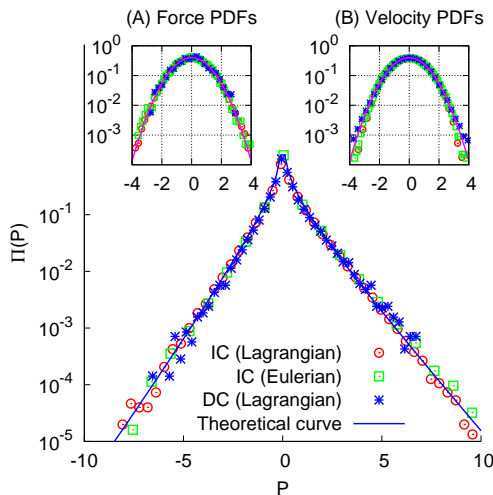 (A) Force PDFs (B) Velocity PDFs
10^0 10^0
10^-1 10^-1
10^-2 10^-2
10^-3 10^-3
-4 -2 0 2 4 -4 -2 0 2 4
Π(P)
10^-1
10^-2
10^-3
10^-4
10^-5
IC (Lagrangian)
IC (Eulerian)
DC (Lagrangian)
Theoretical curve
-10 -5 0 5 10
P